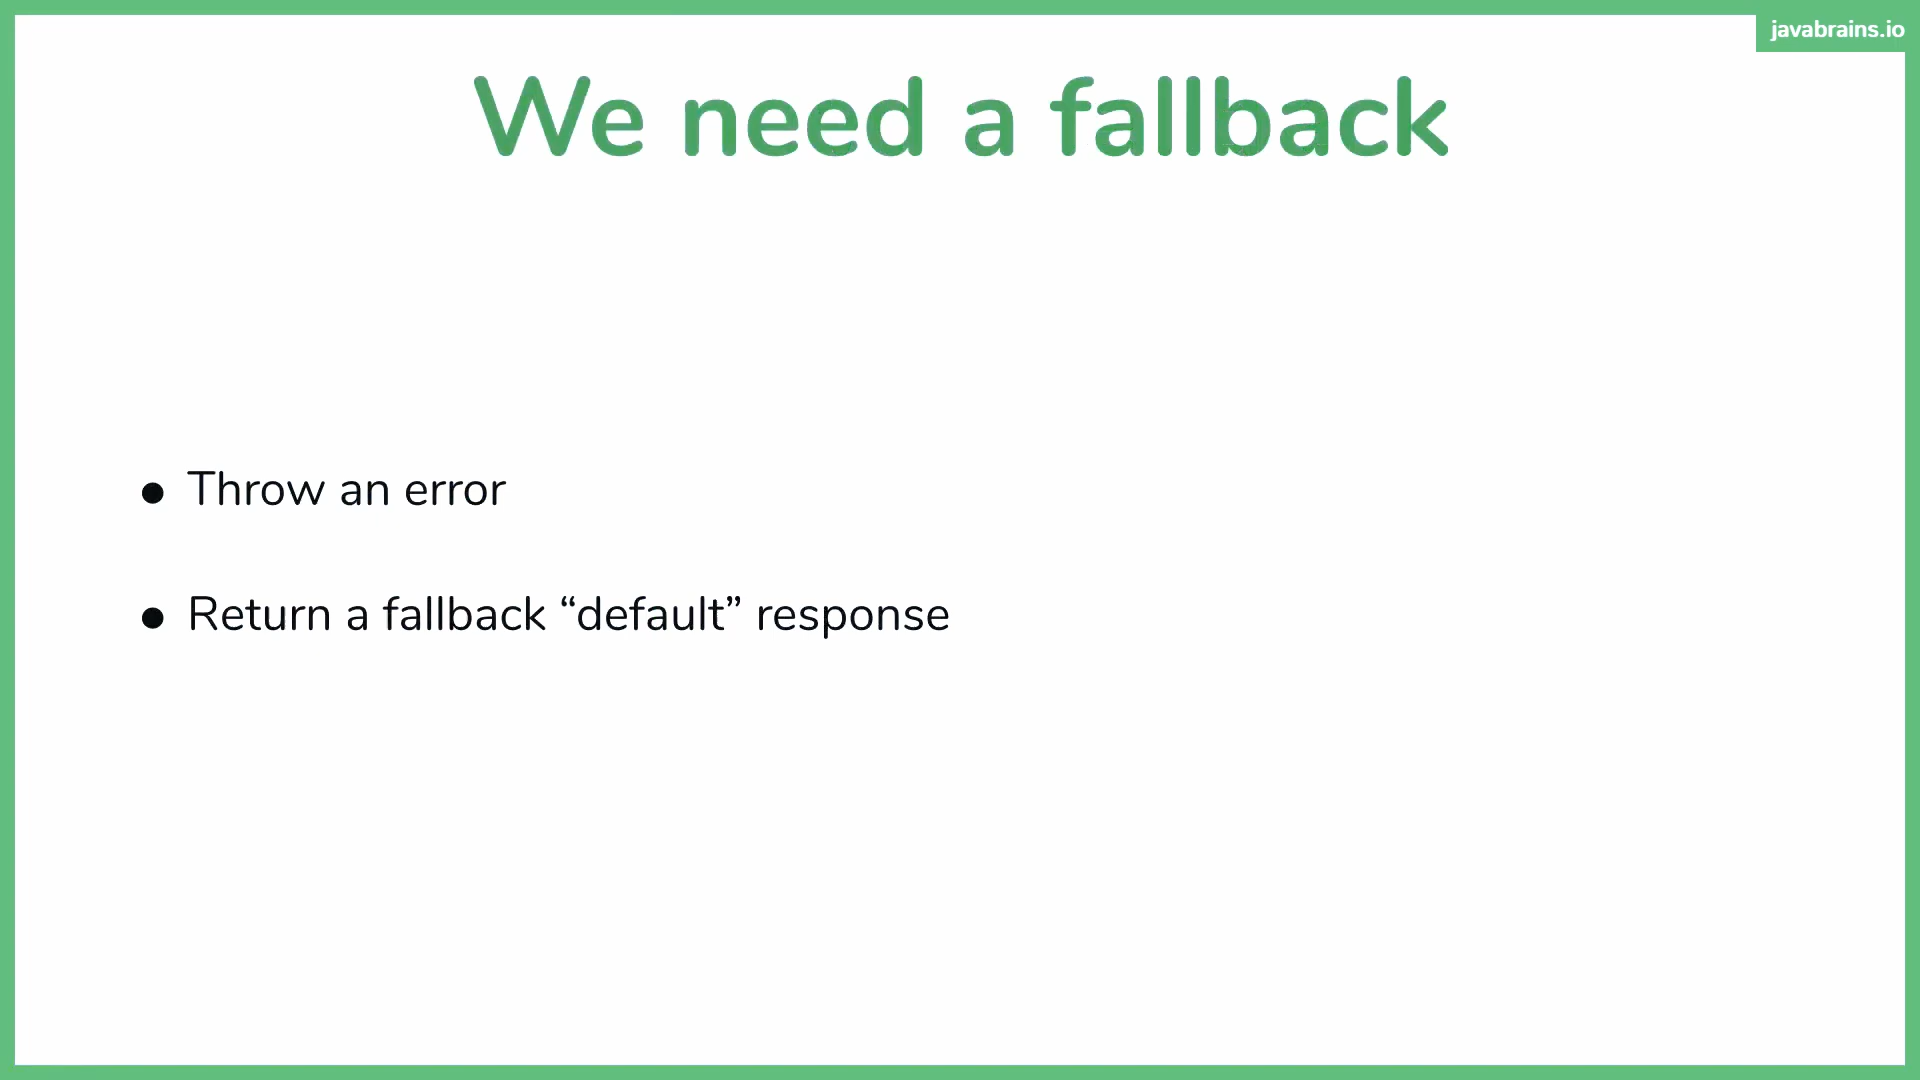 javabrains.io
We need a fallback
● Throw an error
● Return a fallback “default” response